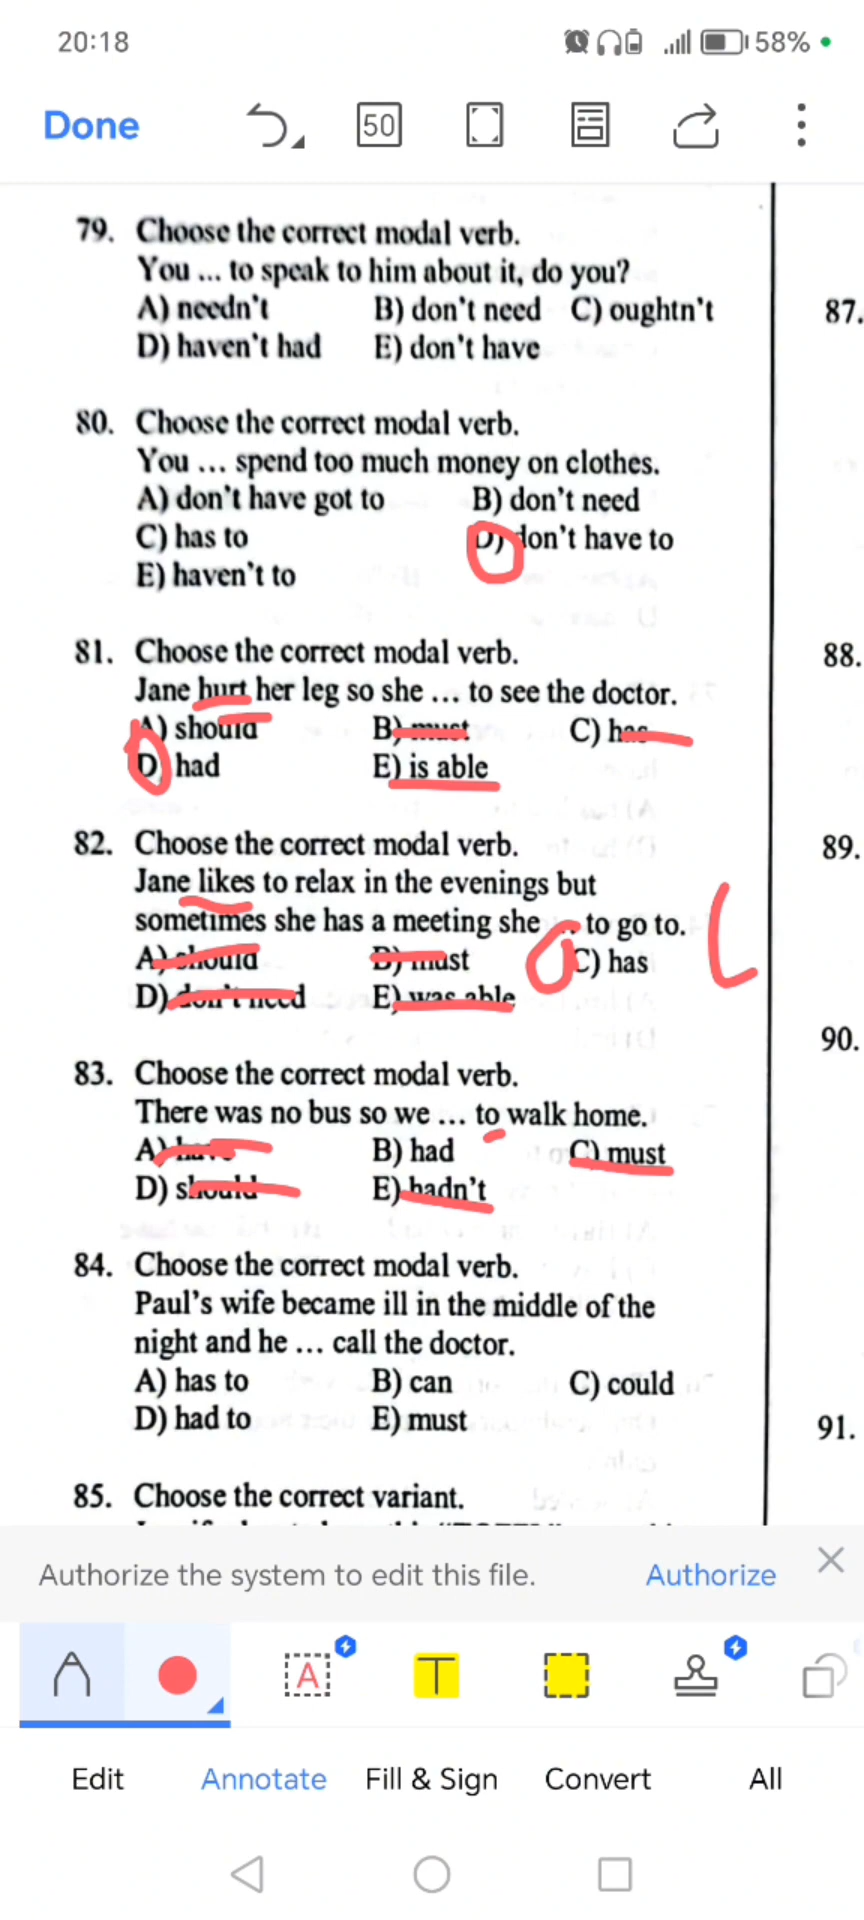 20:18
58%
Done
50
79. Choose the correct modal verb.
You ... to speak to him about it, do you?
A) needn't B) don't need C) oughtn't
D) haven't had E) don't have
87.
80. Choose the correct modal verb.
You ... spend too much money on clothes.
A) don't have got to B) don't need
C) has to D) don't have to
E) haven't to
81. Choose the correct modal verb.
88.
Jane hurt her leg so she ... to see the doctor.
A) should B) must C) has
D) had E) is able
82. Choose the correct modal verb.
89.
Jane likes to relax in the evenings but
sometimes she has a meeting she ... to go to.
A) should B) must C) has
D) don't need E) was able
90.
83. Choose the correct modal verb.
There was no bus so we ... to walk home.
A) have B) had C) must
D) should E) hadn't
84. Choose the correct modal verb.
Paul's wife became ill in the middle of the
night and he ... call the doctor.
A) has to B) can C) could
D) had to E) must
91.
85. Choose the correct variant.
Authorize the system to edit this file. Authorize
A T
Edit Annotate Fill & Sign Convert All